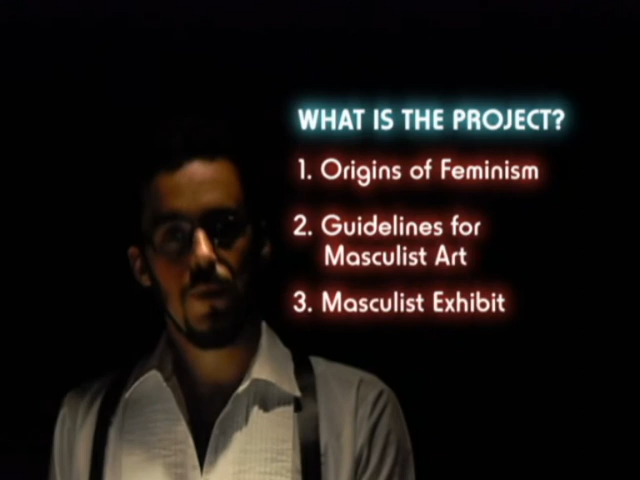 WHAT IS THE PROJECT?
1. Origins of Feminism
2. Guidelines for
Masculist Art
3. Masculist Exhibit